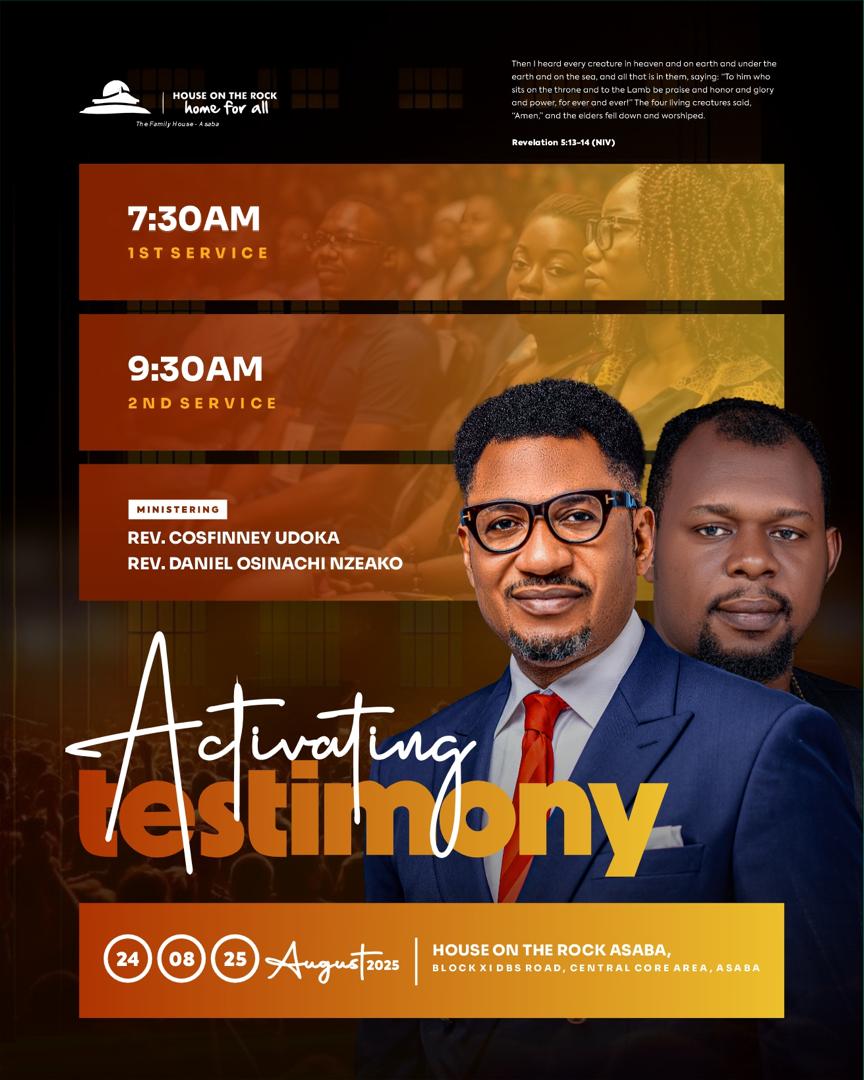 HOUSE ON THE ROCK
home for all
The Family House - Asaba
Then I heard every creature in heaven and on earth and under the
earth and on the sea, and all that is in them, saying: "To him who
sits on the throne and to the Lamb be praise and honor and glory
and power, for ever and ever!" The four living creatures said,
"Amen," and the elders fell down and worshiped.
Revelation 5:13-14 (NIV)
7:30AM
1ST SERVICE
9:30AM
2ND SERVICE
MINISTERING
REV. COSFINNEY UDOKA
REV. DANIEL OSINACHI NZEAKO
Activating
testimony
24 08 25 August 2025
HOUSE ON THE ROCK ASABA,
BLOCK XI DBS ROAD, CENTRAL CORE AREA, ASABA